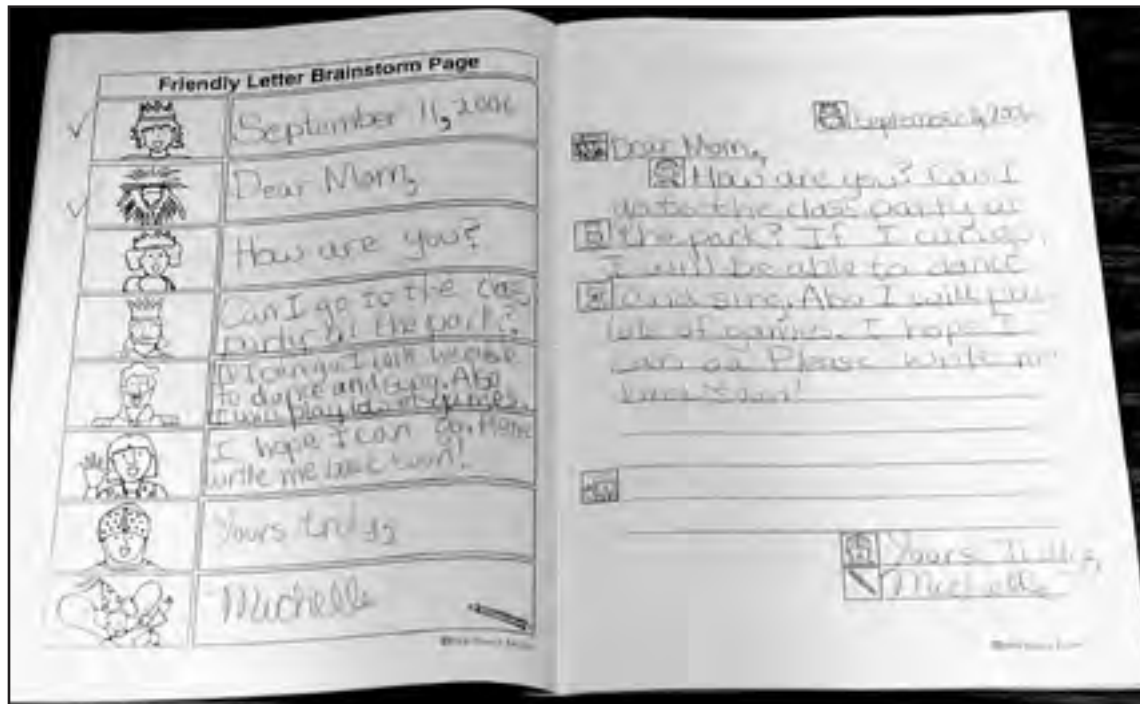 Friendly Letter Brainstorm Page
September 11, 2006
Dear Mom,
How are you?
Can I go to the clas
party at the park?
If I can go I will be able
to dance and sing. Also
I will play lots of games.
I hope I can go. Please
write me back soon!
Yours truly
Michelle
September 11, 2006
Dear Mom,
How are you? Can I
go to the class party at
the park? If I can go,
I will be able to dance
and sing. Also I will play
lots of games. I hope I
can go. Please write me
back soon!
Yours
Michelle